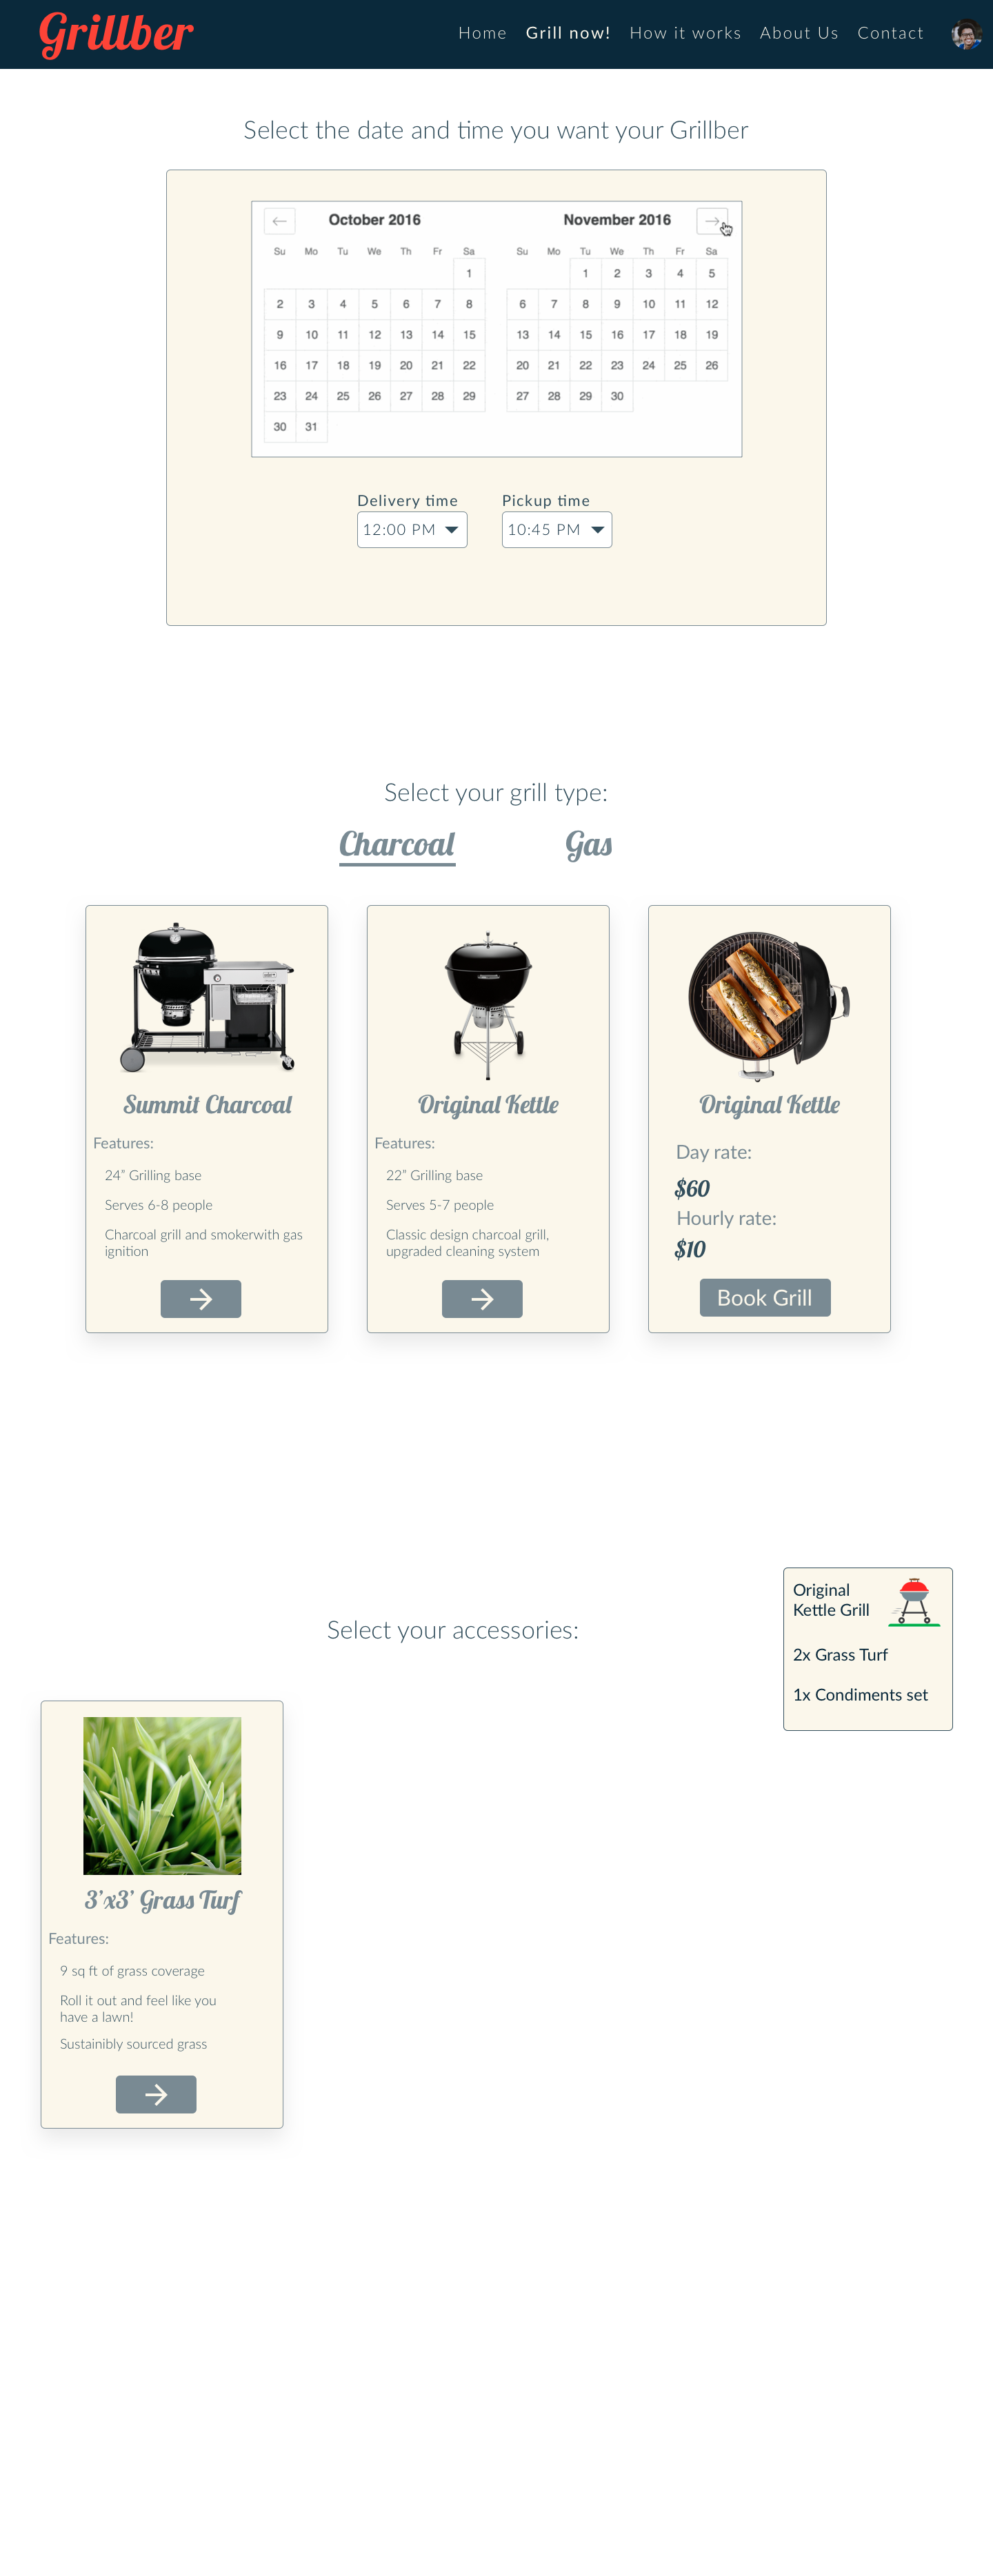 Grillber
Home Grill now! How it works About Us Contact
Select the date and time you want your Grillber
October 2016
Su Mo Tu We Th Fr Sa
1
2 3 4 5 6 7 8
9 10 11 12 13 14 15
16 17 18 19 20 21 22
23 24 25 26 27 28 29
30 31
November 2016
Su Mo Tu We Th Fr Sa
1 2 3 4 5
6 7 8 9 10 11 12
13 14 15 16 17 18 19
20 21 22 23 24 25 26
27 28 29 30
Delivery time
12:00 PM
Pickup time
10:45 PM
Select your grill type:
Charcoal Gas
Summit Charcoal
Features:
24” Grilling base
Serves 6-8 people
Charcoal grill and smokerwith gas
ignition
Original Kettle
Features:
22” Grilling base
Serves 5-7 people
Classic design charcoal grill,
upgraded cleaning system
Original Kettle
Day rate:
$60
Hourly rate:
$10
Book Grill
Original
Kettle Grill
2x Grass Turf
1x Condiments set
Select your accessories:
3’x3’ Grass Turf
Features:
9 sq ft of grass coverage
Roll it out and feel like you
have a lawn!
Sustainibly sourced grass